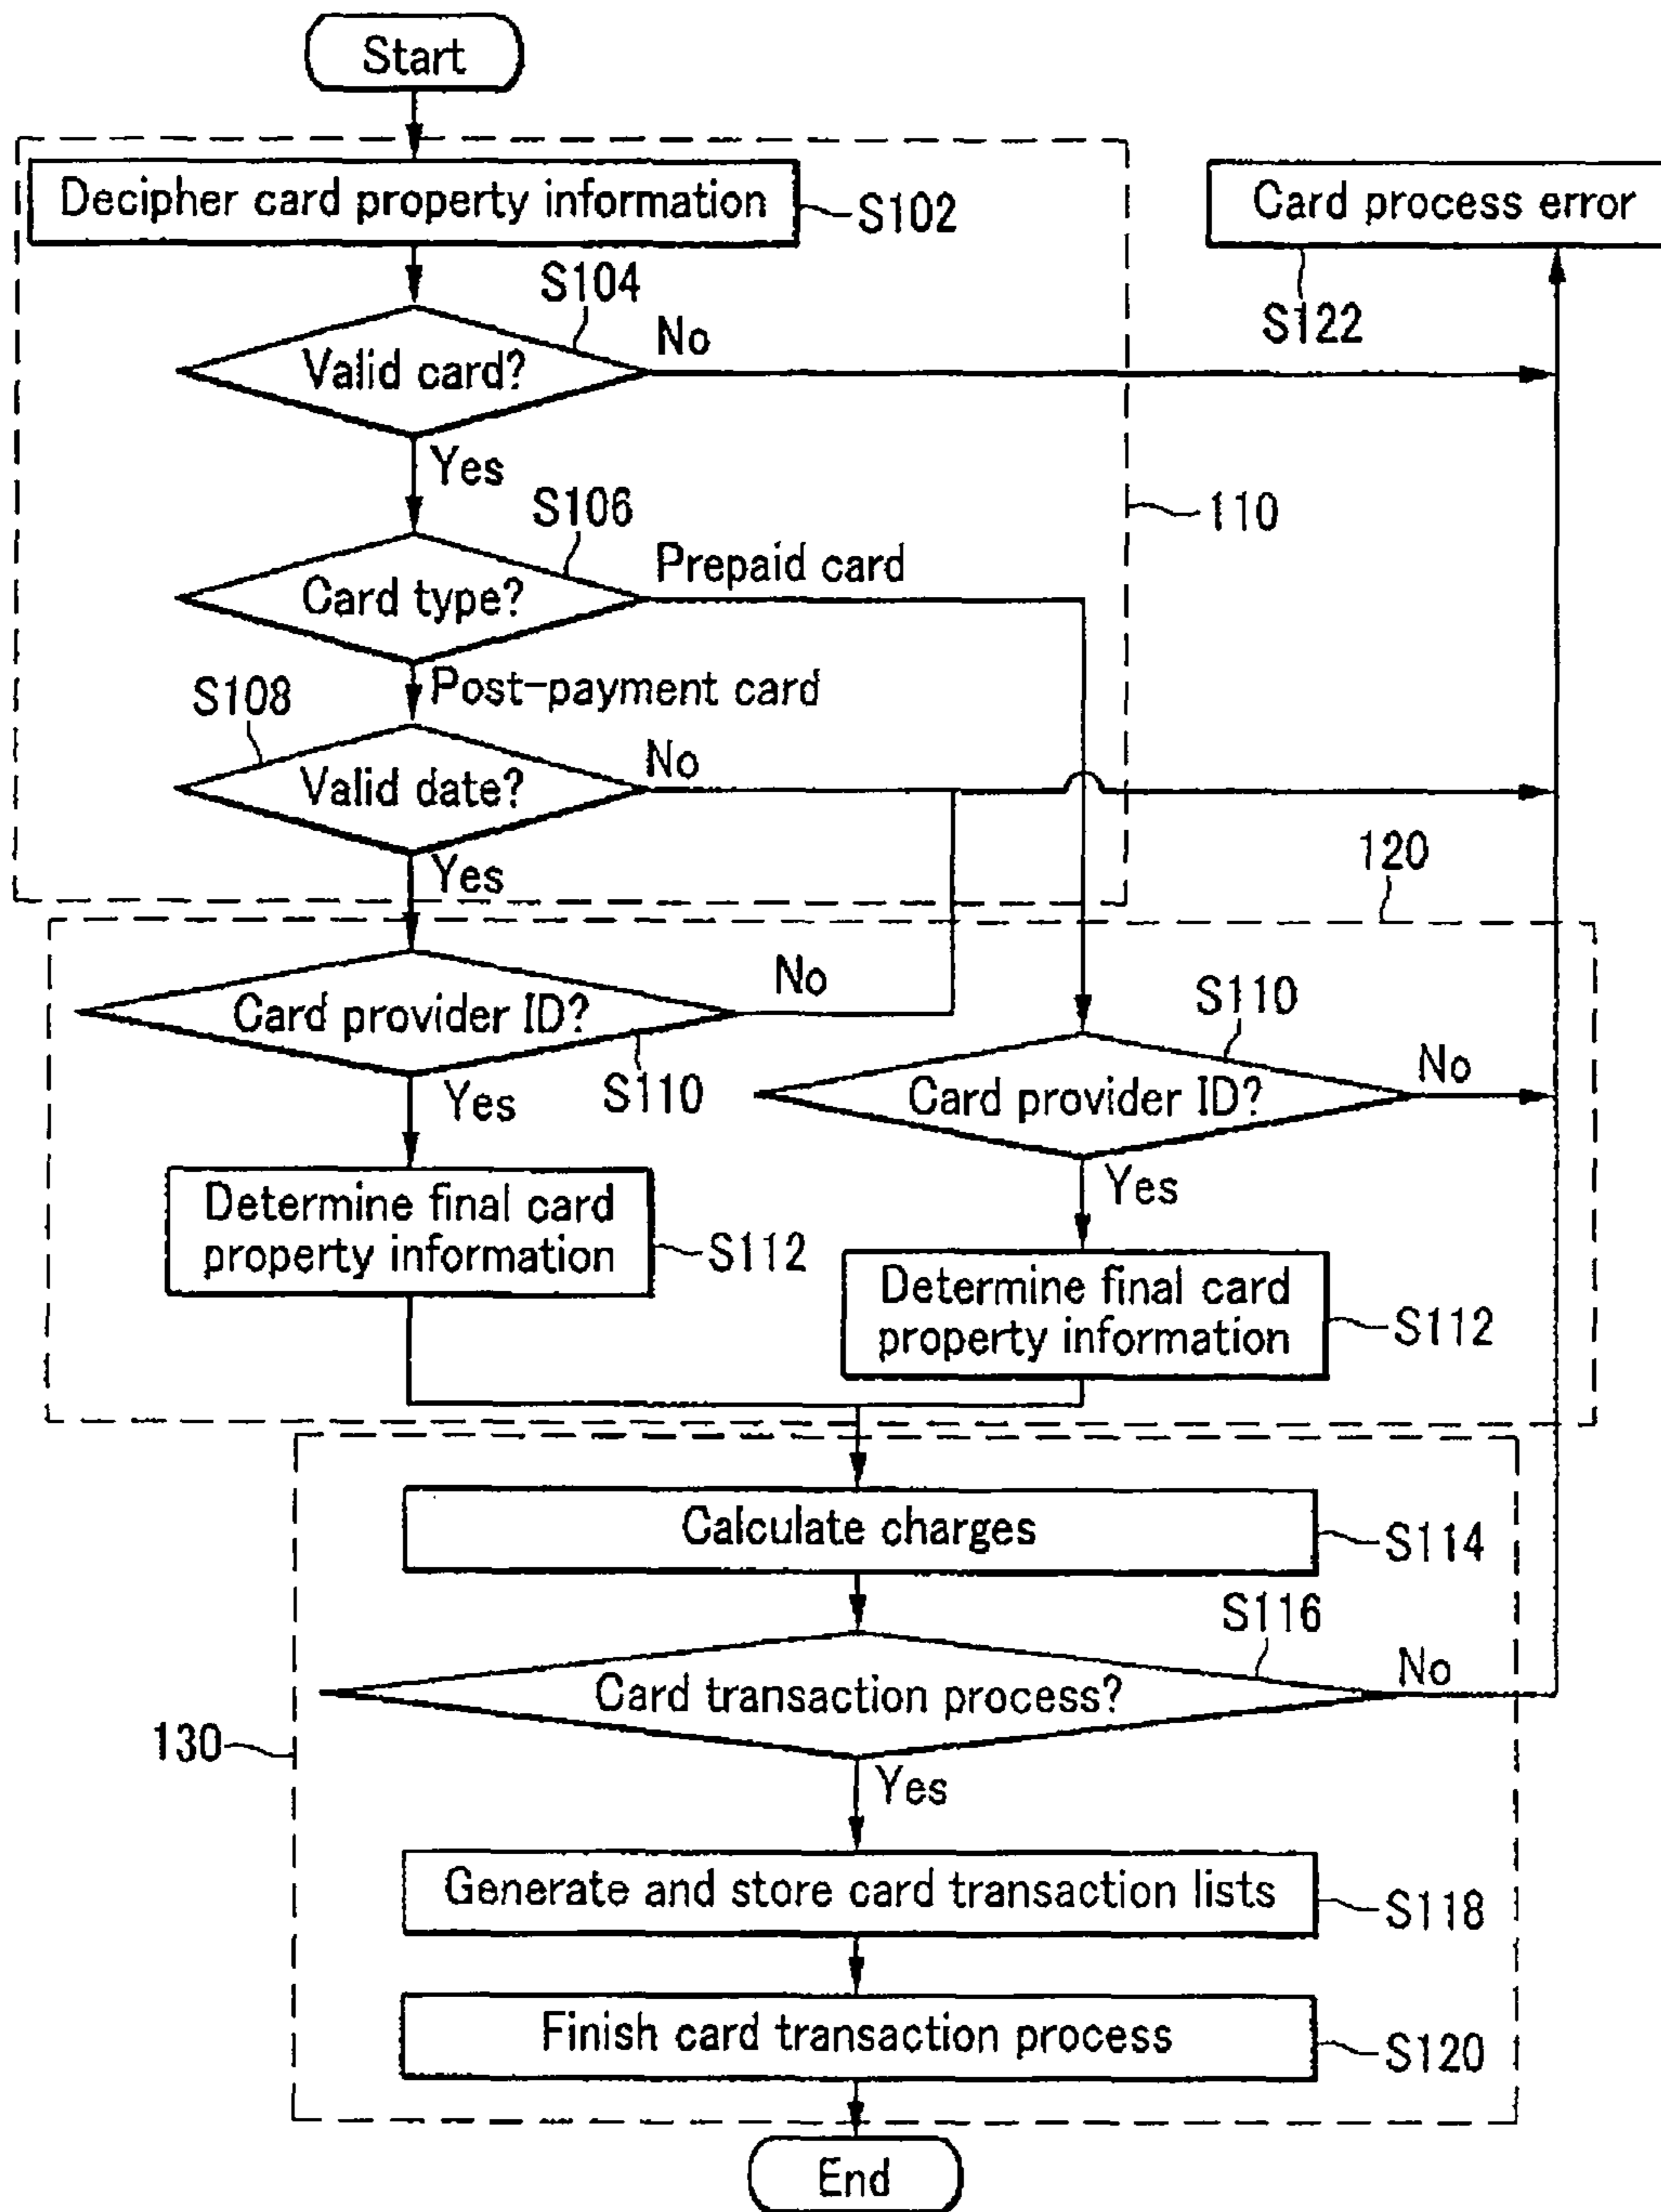 Start
Decipher card property information
S102
Card process error
S122
S104
Valid card?
No
Yes
S106
Card type?
Prepaid card
110
Post-payment card
S108
Valid date?
No
Yes
120
Card provider ID?
No
S110
Yes
S110
Card provider ID?
No
Yes
Determine final card
property information
S112
Determine final card
property information
S112
Calculate charges
S114
S116
Card transaction process?
No
130
Yes
Generate and store card transaction lists
S118
Finish card transaction process
S120
End